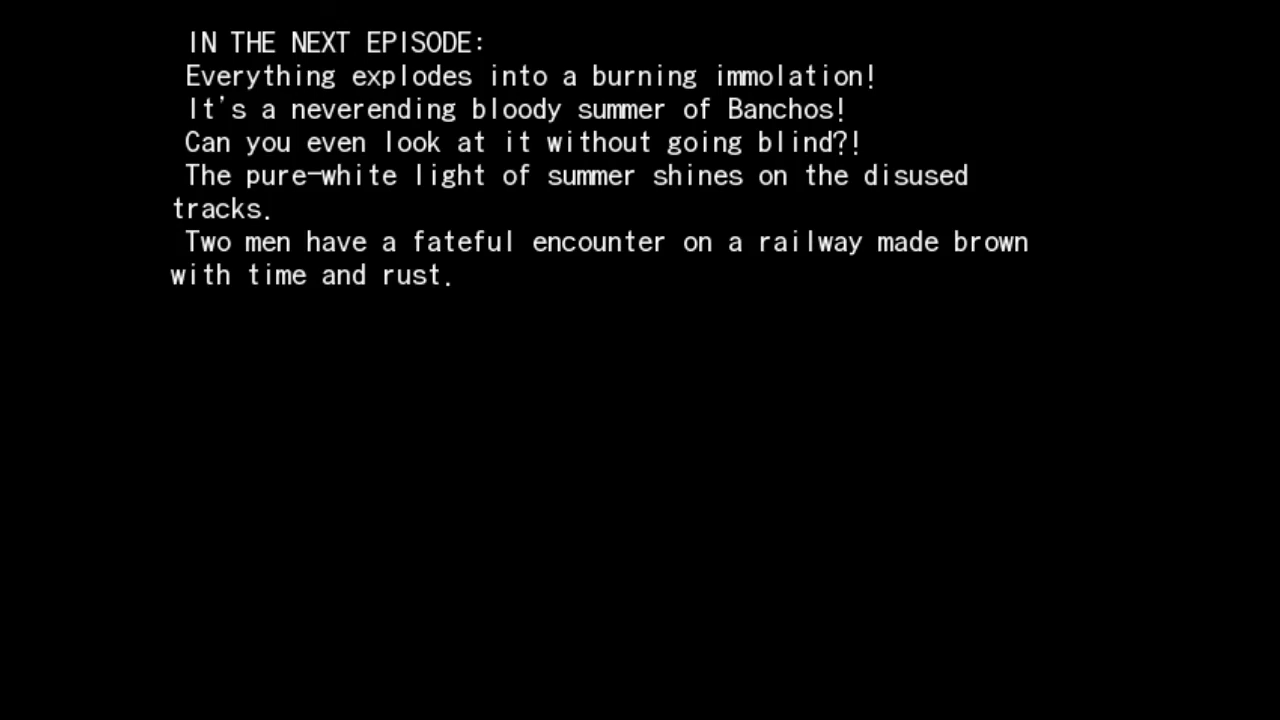 IN THE NEXT EPISODE:
Everything explodes into a burning immolation!
It's a neverending bloody summer of Banchos!
Can you even look at it without going blind?!
The pure-white light of summer shines on the disused
tracks.
Two men have a fateful encounter on a railway made brown
with time and rust.